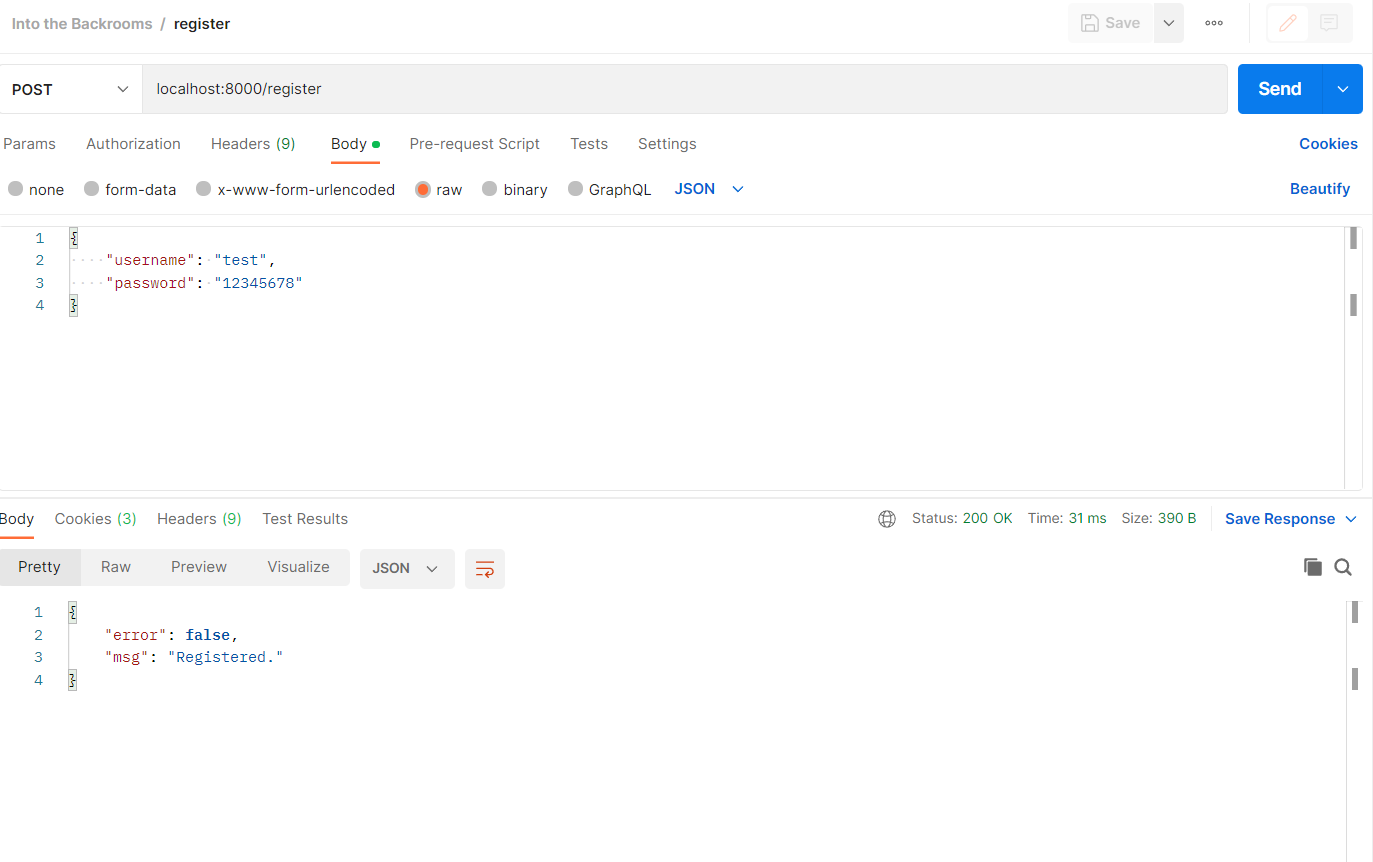 Into the Backrooms / register
Save
POST
localhost:8000/register
Send
Params Authorization Headers (9) Body Pre-request Script Tests Settings Cookies
none form-data x-www-form-urlencoded raw binary GraphQL JSON Beautify
1 {
2 "username": "test",
3 "password": "12345678"
4 }
Body Cookies (3) Headers (9) Test Results Status: 200 OK Time: 31 ms Size: 390 B Save Response
Pretty Raw Preview Visualize JSON
1 {
2 "error": false,
3 "msg": "Registered."
4 }